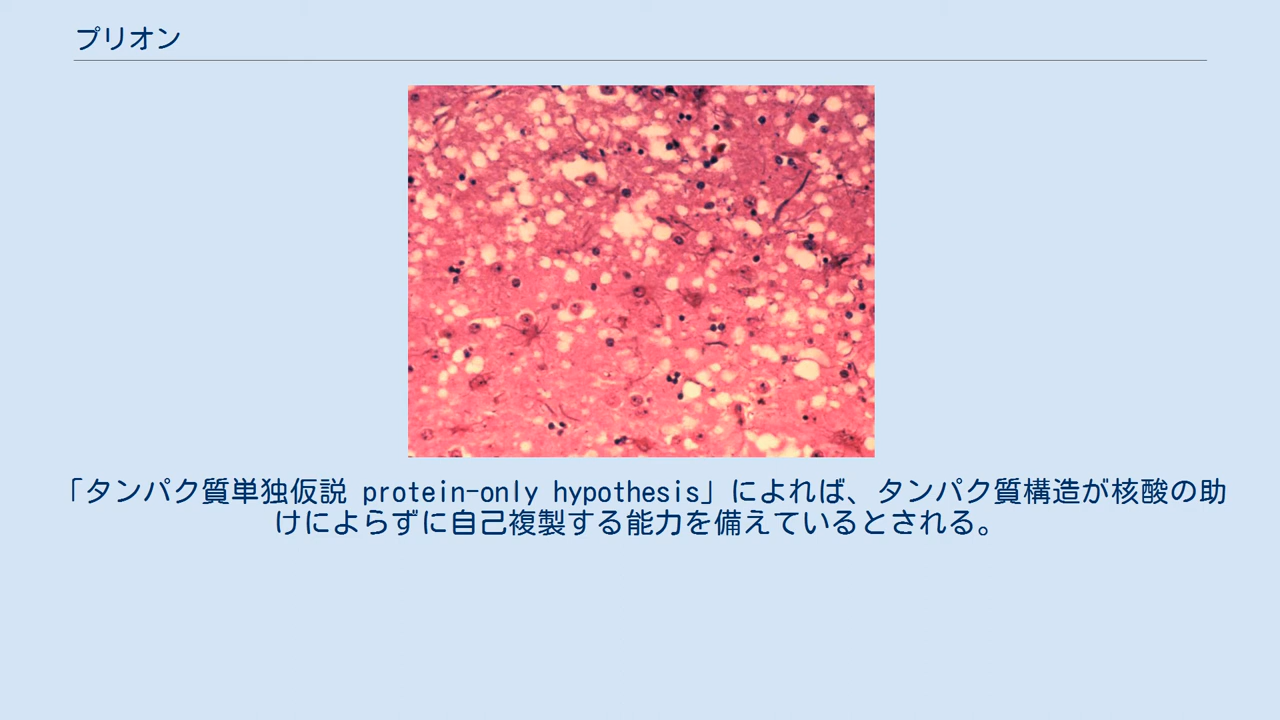 プリオン
「タンパク質単独仮説 protein-only hypothesis」によれば、タンパク質構造が核酸の助
けによらずに自己複製する能力を備えているとされる。